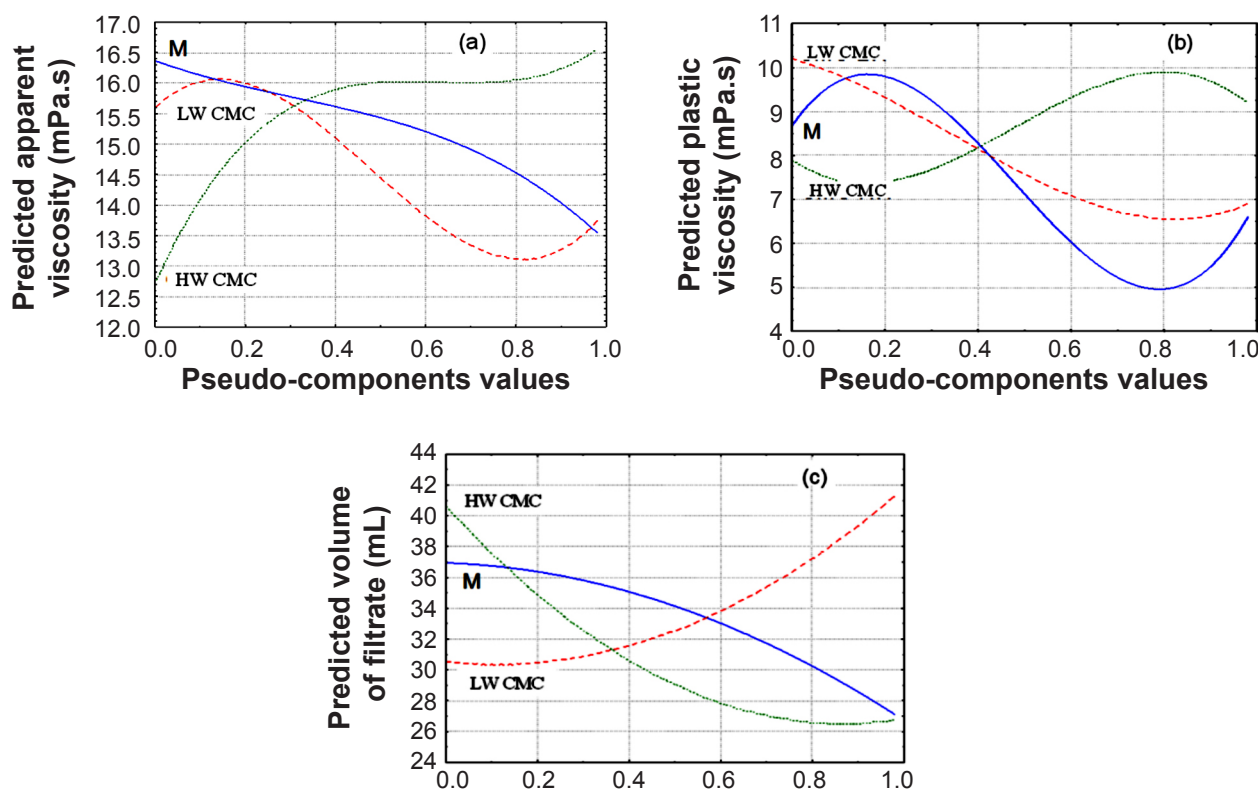 (a)
Predicted apparent
viscosity (mPa.s)
17.0
16.5
16.0
15.5
15.0
14.5
14.0
13.5
13.0
12.5
12.0
M
LW CMC
HW CMC
0.0 0.2 0.4 0.6 0.8 1.0
Pseudo-components values
(b)
Predicted plastic
viscosity (mPa.s)
11
10
9
8
7
6
5
4
LW CMC
M
HW CMC
0.0 0.2 0.4 0.6 0.8 1.0
Pseudo-components values
(c)
Predicted volume
of filtrate (mL)
44
42
40
38
36
34
32
30
28
26
24
HW CMC
M
LW CMC
0.0 0.2 0.4 0.6 0.8 1.0